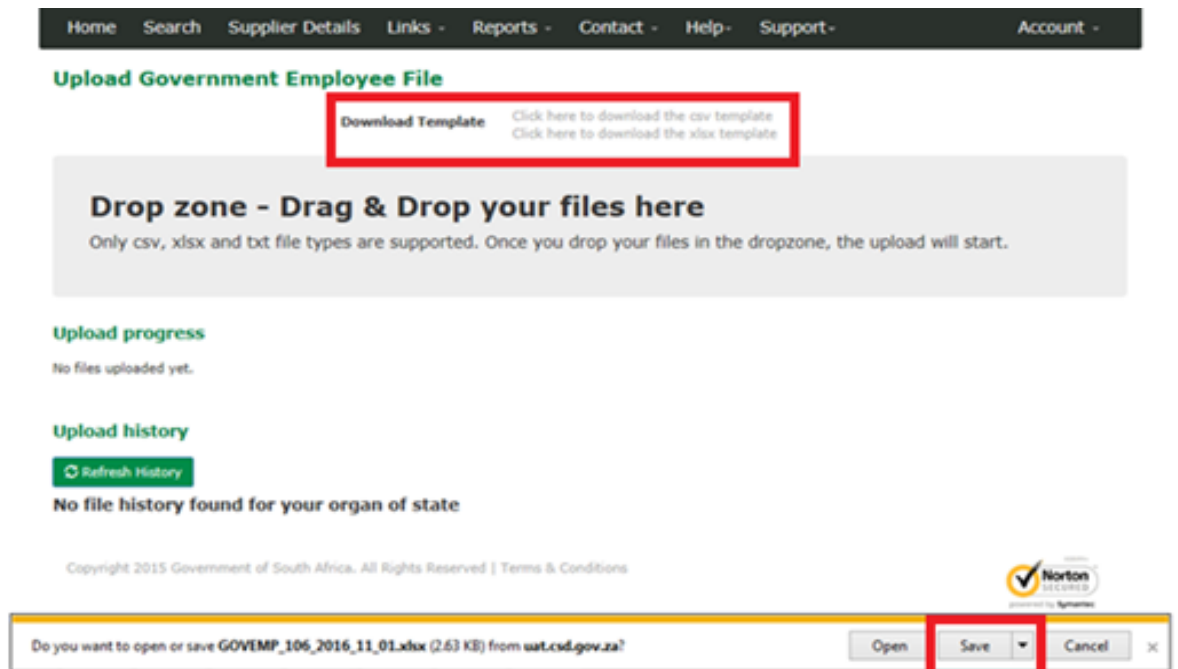 Home Search Supplier Details Links - Reports - Contact - Help- Support- Account -
Upload Government Employee File
Download Template Click here to download the csv template
Click here to download the xlsx template
Drop zone - Drag & Drop your files here
Only csv, xlsx and txt file types are supported. Once you drop your files in the dropzone, the upload will start.
Upload progress
No files uploaded yet.
Upload history
Refresh History
No file history found for your organ of state
Copyright 2015 Government of South Africa. All Rights Reserved | Terms & Conditions
Norton
SECURED
powered by Symantec
Do you want to open or save GOVEMP_106_2016_11_01.xlsx (2.63 KB) from uat.csd.gov.za? Open Save Cancel